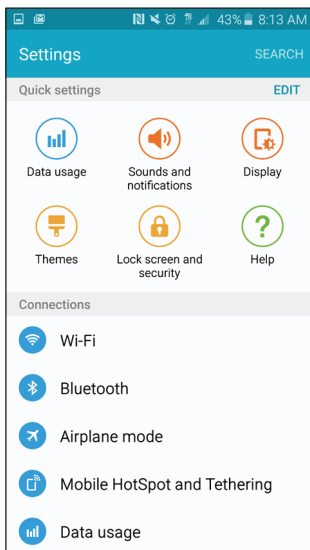 43% 8:13 AM
Settings SEARCH
Quick settings EDIT
Data usage Sounds and notifications Display
Themes Lock screen and security Help
Connections
Wi-Fi
Bluetooth
Airplane mode
Mobile HotSpot and Tethering
Data usage